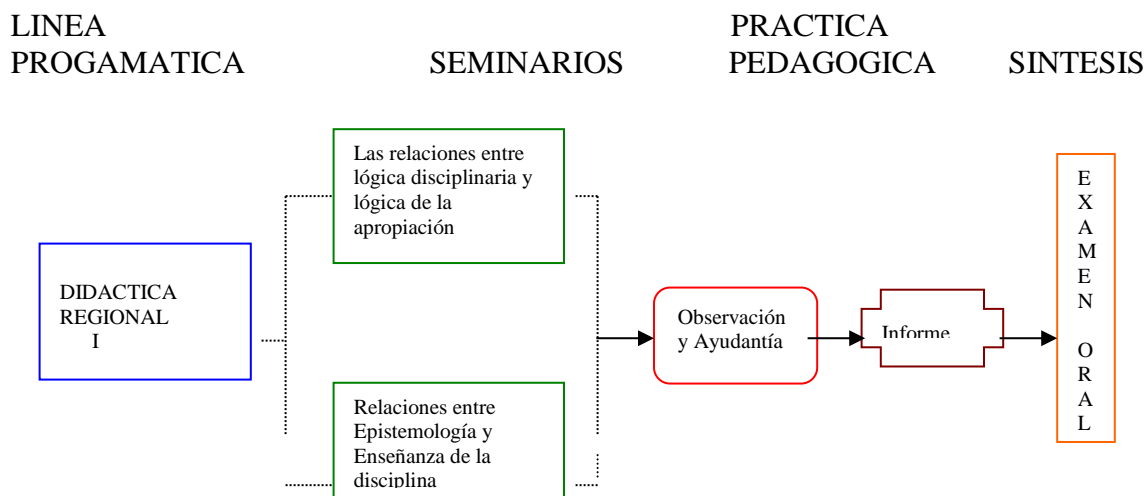 LINEA
PROGAMATICA
SEMINARIOS
PRACTICA
PEDAGOGICA
SINTESIS
DIDACTICA
REGIONAL
I
Las relaciones entre
lógica disciplinaria y
lógica de la
apropiación
Relaciones entre
Epistemología y
Enseñanza de la
disciplina
Observación
y Ayudantía
Informe
E
X
A
M
E
N
O
R
A
L